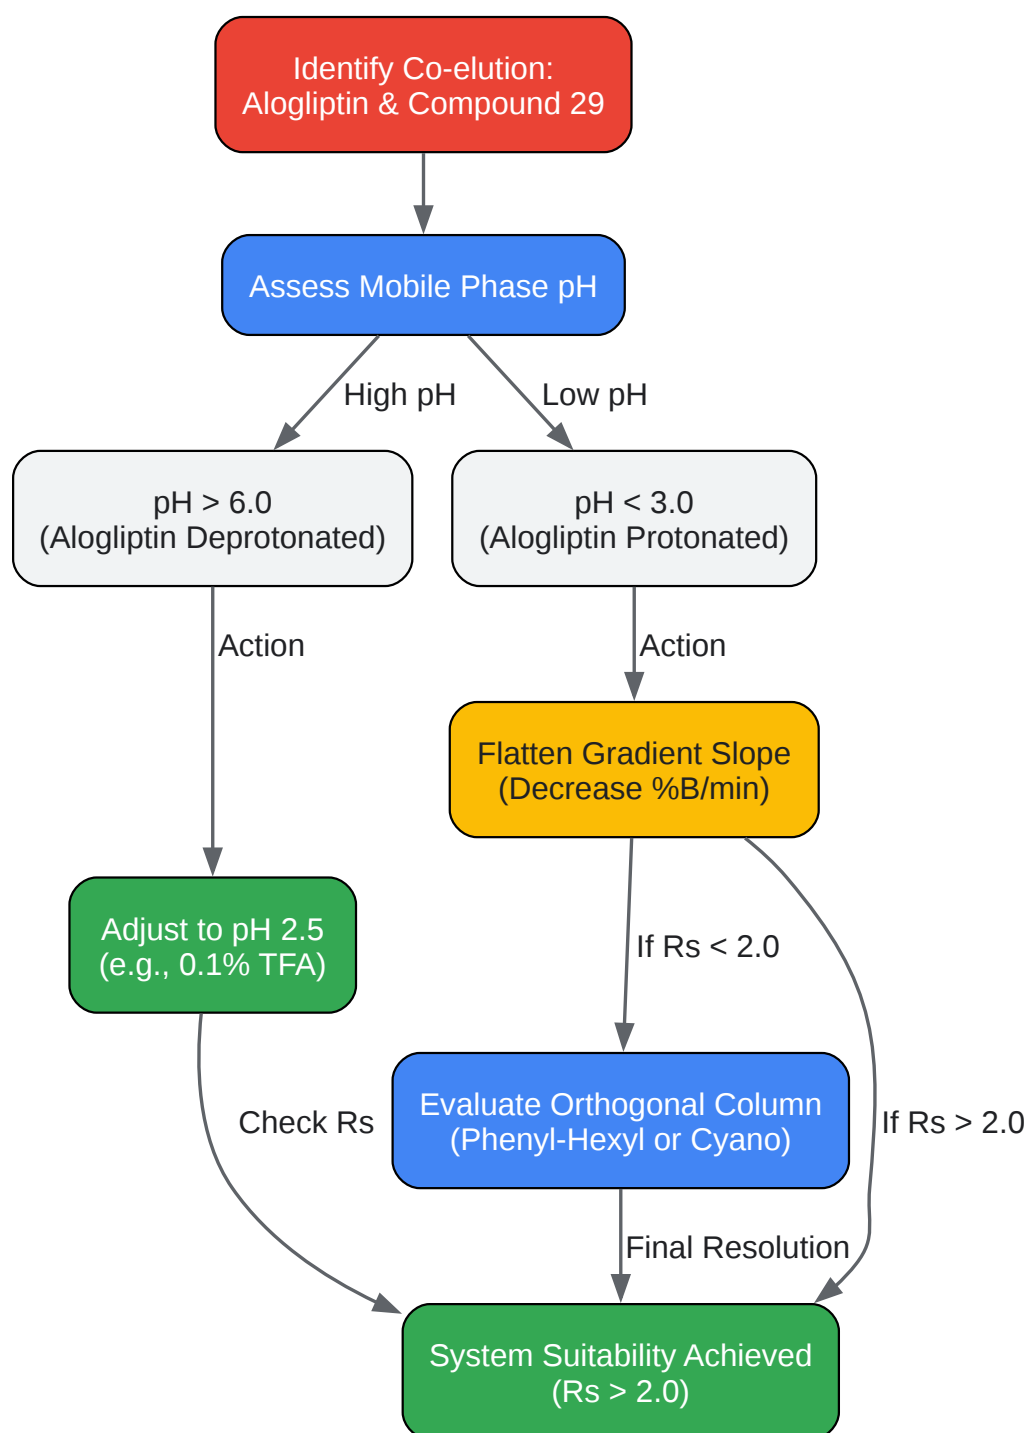 Identify Co-elution:
Alogliptin & Compound 29
Assess Mobile Phase pH
High pH
Low pH
pH > 6.0
(Alogliptin Deprotonated)
pH < 3.0
(Alogliptin Protonated)
Action
Action
Flatten Gradient Slope
(Decrease %B/min)
Adjust to pH 2.5
(e.g., 0.1% TFA)
If Rs < 2.0
Evaluate Orthogonal Column
(Phenyl-Hexyl or Cyano)
Check Rs
If Rs > 2.0
Final Resolution
System Suitability Achieved
(Rs > 2.0)